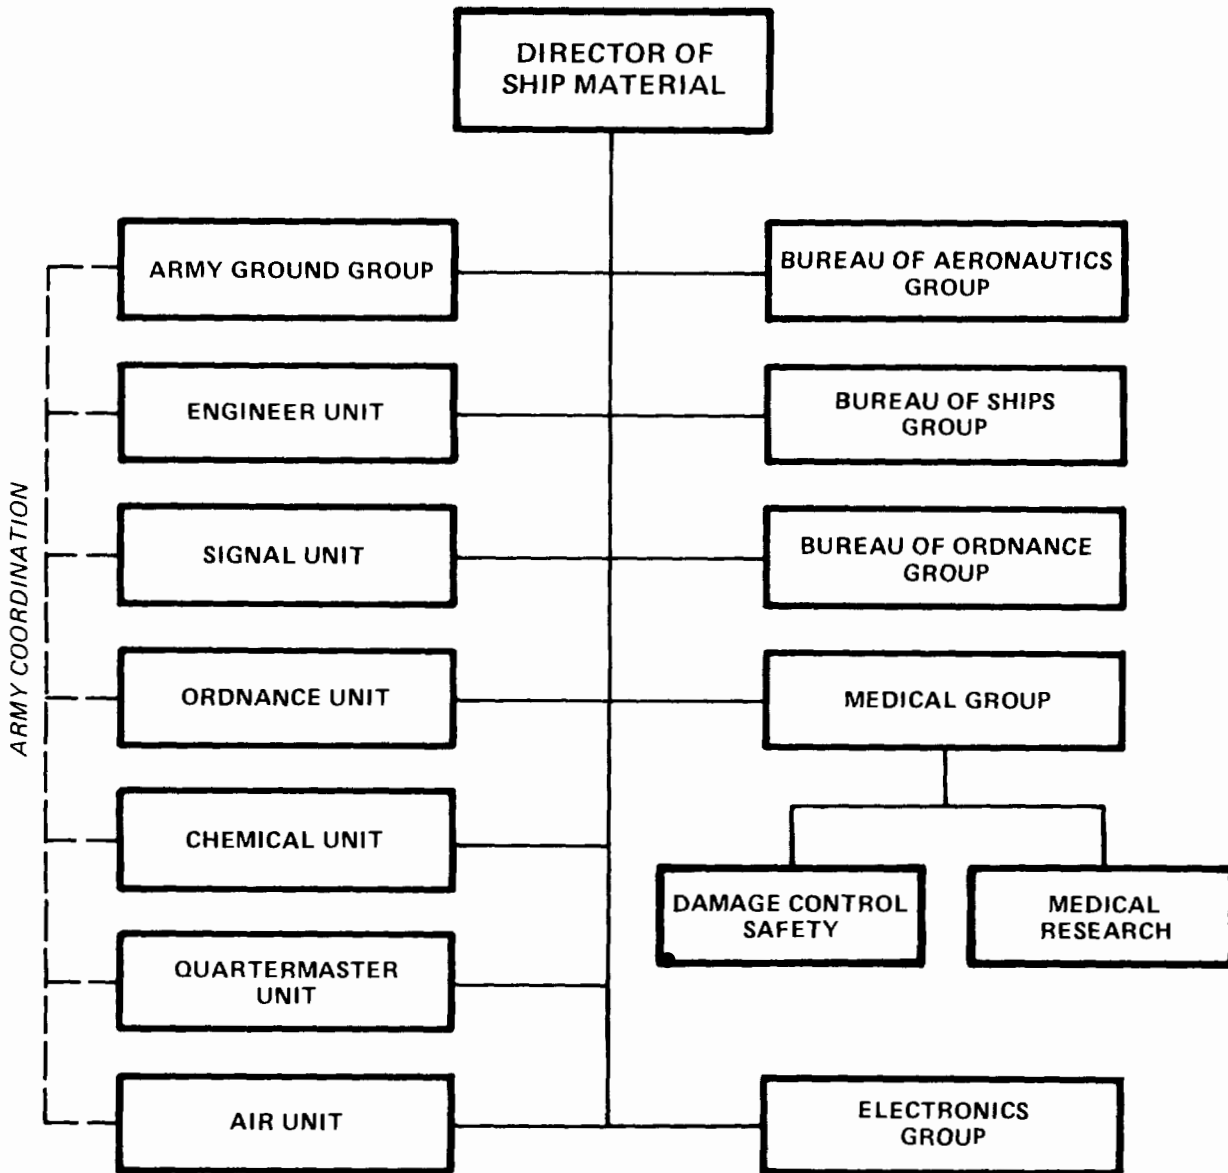 DIRECTOR OF
SHIP MATERIAL
ARMY GROUND GROUP
BUREAU OF AERONAUTICS
GROUP
ENGINEER UNIT
BUREAU OF SHIPS
GROUP
SIGNAL UNIT
BUREAU OF ORDNANCE
GROUP
ARMY COORDINATION
ORDNANCE UNIT
MEDICAL GROUP
CHEMICAL UNIT
DAMAGE CONTROL
SAFETY
MEDICAL
RESEARCH
QUARTERMASTER
UNIT
AIR UNIT
ELECTRONICS
GROUP